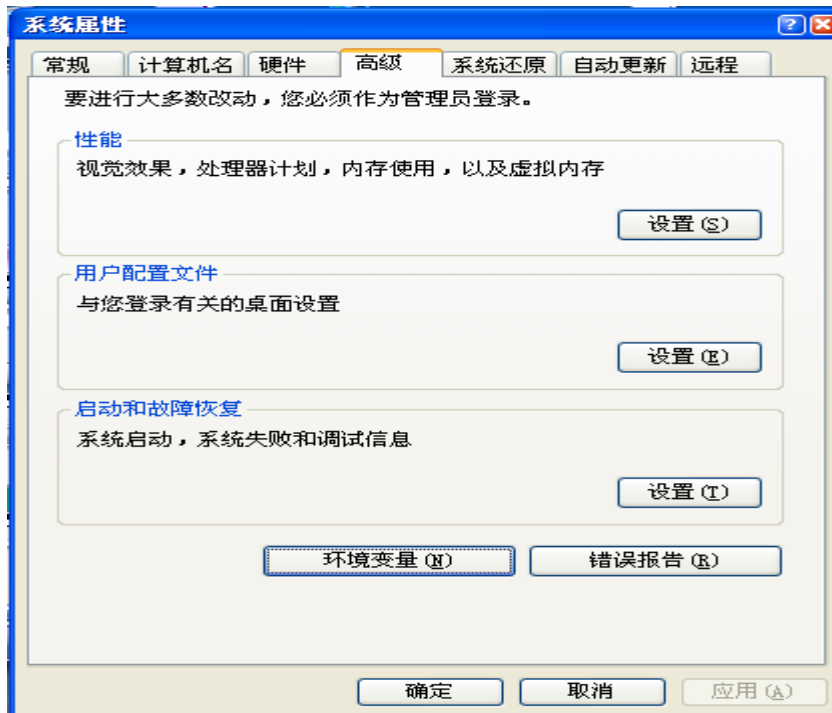 系统属性
常规 计算机名 硬件 高级 系统还原 自动更新 远程
要进行大多数改动，您必须作为管理员登录。
性能
视觉效果，处理器计划，内存使用，以及虚拟内存
设置(S)
用户配置文件
与您登录有关的桌面设置
设置(E)
启动和故障恢复
系统启动，系统失败和调试信息
设置(T)
环境变量(N) 错误报告(R)
确定 取消 应用(A)